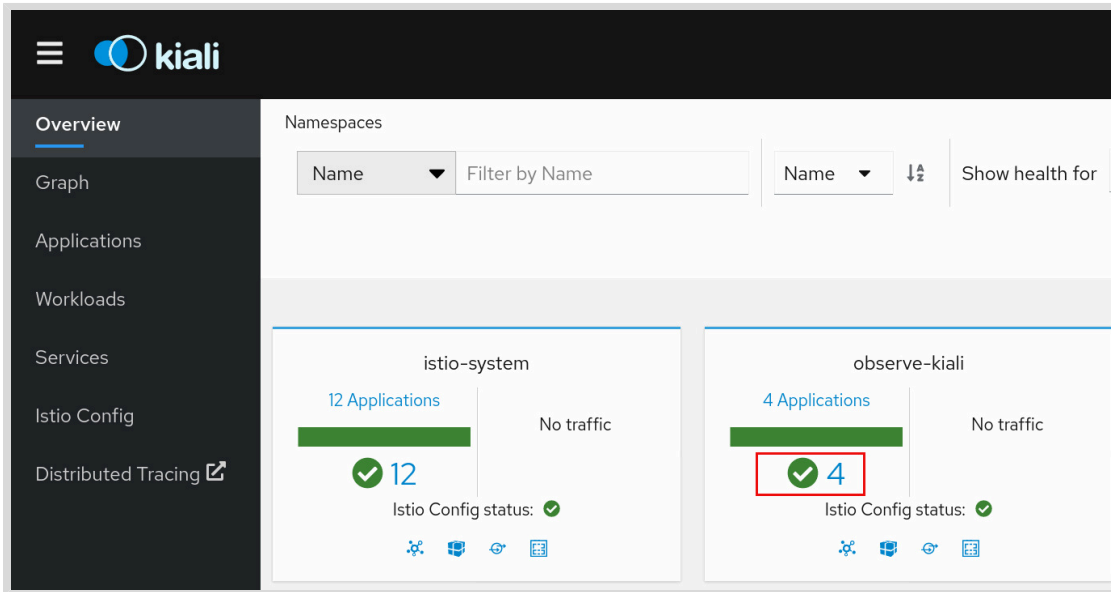 kiali
Overview
Graph
Applications
Workloads
Services
Istio Config
Distributed Tracing
Namespaces
Name
Filter by Name
Name
Show health for
istio-system
12 Applications
No traffic
12
Istio Config status:
observe-kiali
4 Applications
No traffic
4
Istio Config status: